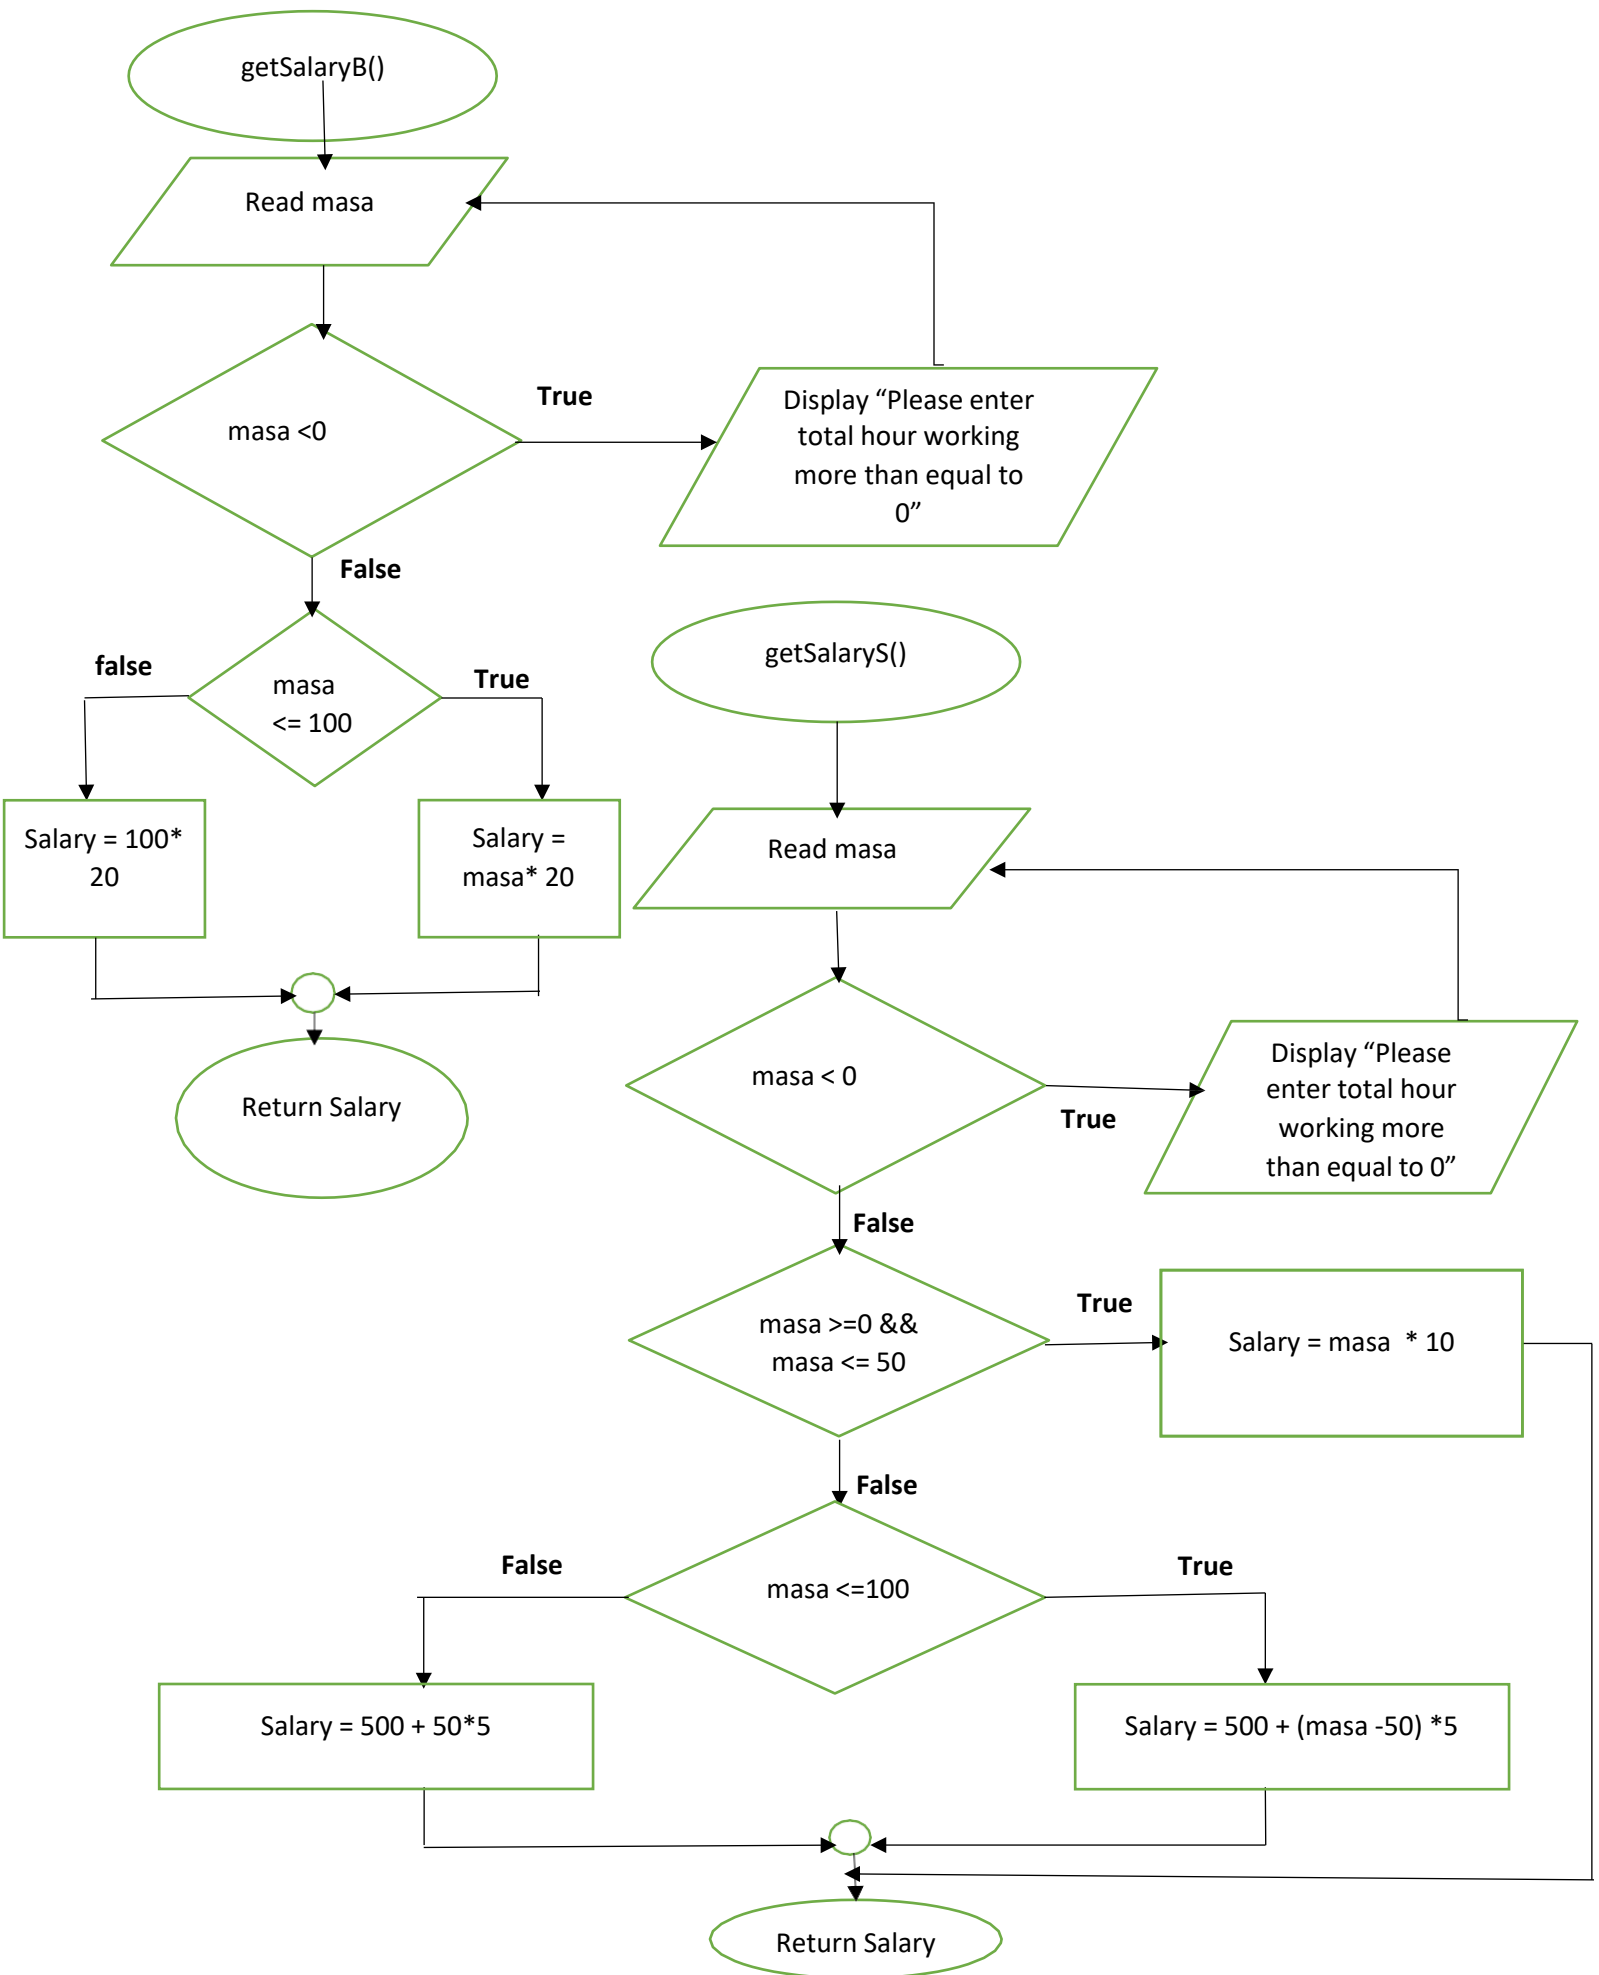 getSalaryB()
Read masa
masa <0
True
Display “Please enter
total hour working
more than equal to
0”
False
masa
<= 100
false
True
Salary = 100*
20
Salary =
masa* 20
Return Salary
getSalaryS()
Read masa
masa < 0
True
Display “Please
enter total hour
working more
than equal to 0”
False
masa >=0 &&
masa <= 50
True
Salary = masa  * 10
False
masa <=100
False
True
Salary = 500 + 50*5
Salary = 500 + (masa -50) *5
Return Salary